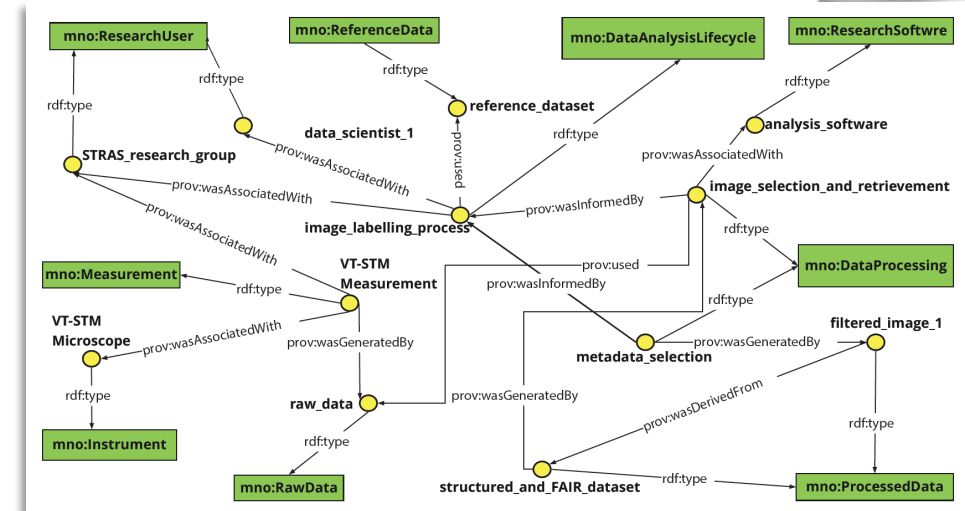 mno:ResearchUser
mno:ReferenceData
mno:DataAnalysisLifecycle
mno:ResearchSoftwre
rdf:type
rdf:type
rdf:type
rdf:type
rdf:type
reference_dataset
data_scientist_1
analysis_software
STRAS_research_group
prov:wasAssociatedWith
prov:used
prov:wasAssociatedWith
prov:wasAssociatedWith
image_selection_and_retrievement
prov:wasInformedBy
image_labelling_process
rdf:type
prov:wasAssociatedWith
mno:Measurement
VT-STM
Measurement
prov:used
mno:DataProcessing
prov:wasInformedBy
rdf:type
rdf:type
VT-STM
Microscope
prov:wasAssociatedWith
prov:wasGeneratedBy
filtered_image_1
prov:wasGeneratedBy
metadata_selection
rdf:type
raw_data
prov:wasGeneratedBy
prov:wasDerivedFrom
rdf:type
mno:Instrument
rdf:type
mno:RawData
structured_and_FAIR_dataset
rdf:type
mno:ProcessedData